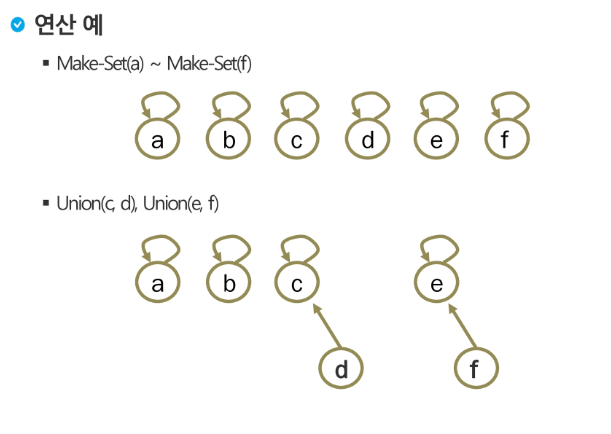 연산 예
▪ Make-Set(a) ~ Make-Set(f)
a b c d e f
▪ Union(c, d), Union(e, f)
a b c e
d f